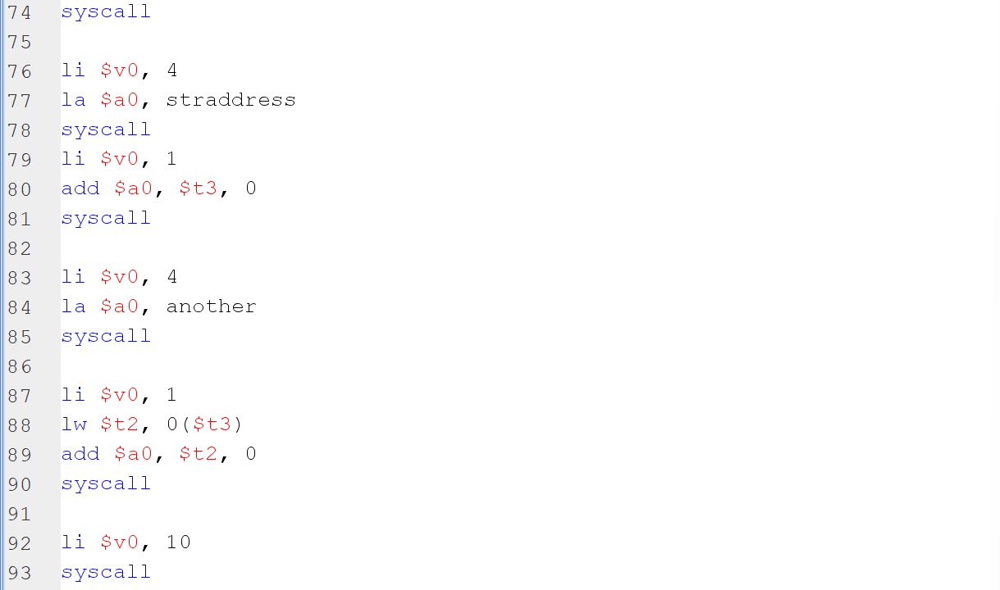 74 syscall
75
76 li $v0, 4
77 la $a0, straddress
78 syscall
79 li $v0, 1
80 add $a0, $t3, 0
81 syscall
82
83 li $v0, 4
84 la $a0, another
85 syscall
86
87 li $v0, 1
88 lw $t2, 0($t3)
89 add $a0, $t2, 0
90 syscall
91
92 li $v0, 10
93 syscall